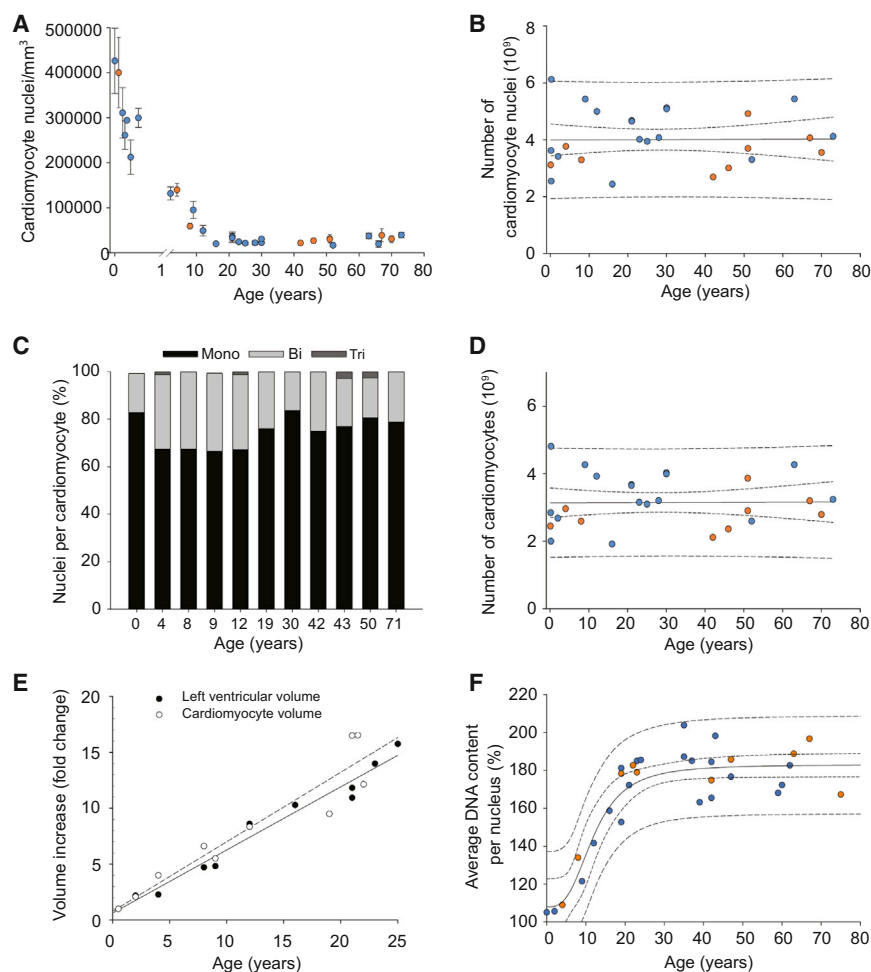 A
Cardiomyocyte nuclei/mm³
500000
400000
300000
200000
100000
0
0 1 10 20 30 40 50 60 70 80
Age (years)
B
Number of
cardiomyocyte nuclei (10⁹)
8
6
4
2
0
0 10 20 30 40 50 60 70 80
Age (years)
C
Mono Bi Tri
Nuclei per cardiomyocyte (%)
100
80
60
40
20
0
0 4 8 9 12 19 30 42 43 50 71
Age (years)
D
Number of cardiomyocytes (10⁹)
6
4
2
0
0 10 20 30 40 50 60 70 80
Age (years)
E
Left ventricular volume
Cardiomyocyte volume
Volume increase (fold change)
20
15
10
5
0
0 5 10 15 20 25
Age (years)
F
Average DNA content
per nucleus (%)
220
200
180
160
140
120
100
0 10 20 30 40 50 60 70 80
Age (years)